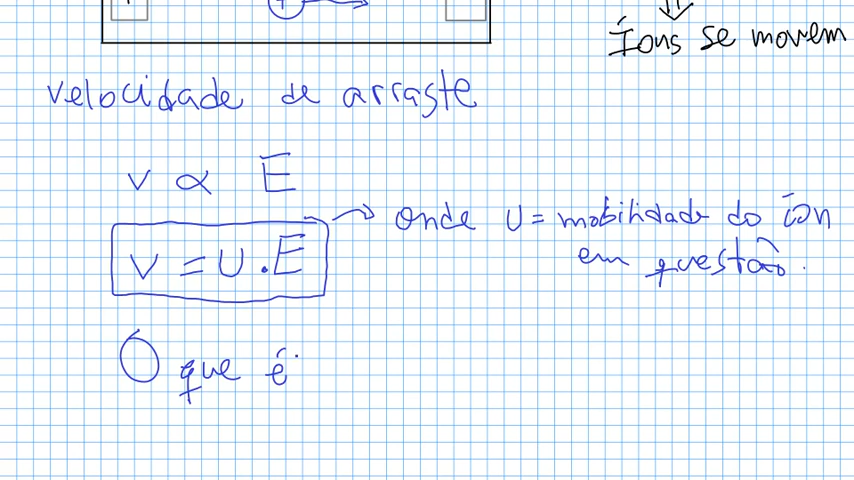 Íons se movem
velocidade de arraste
v ∝ E
v = u . E → onde u = mobilidade do íon
em questão.
O que é